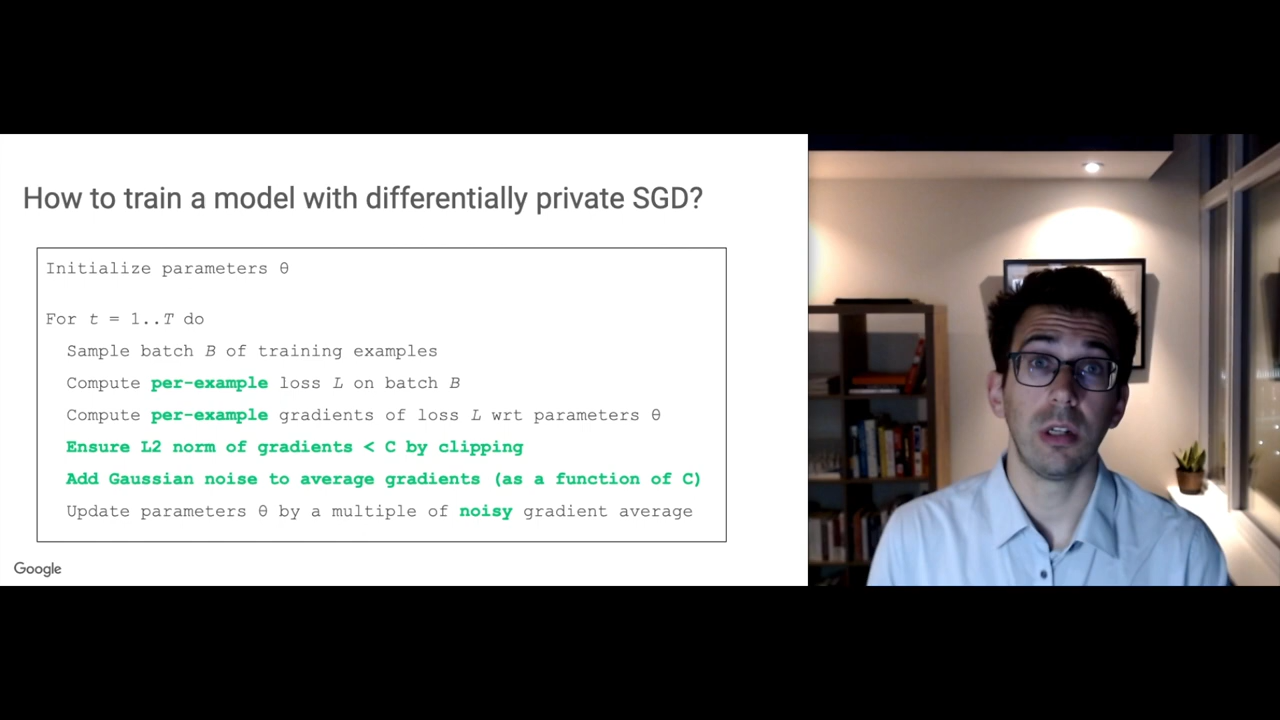 How to train a model with differentially private SGD?
Initialize parameters θ
For t = 1..T do
Sample batch B of training examples
Compute per-example loss L on batch B
Compute per-example gradients of loss L wrt parameters θ
Ensure L2 norm of gradients < C by clipping
Add Gaussian noise to average gradients (as a function of C)
Update parameters θ by a multiple of noisy gradient average
Google